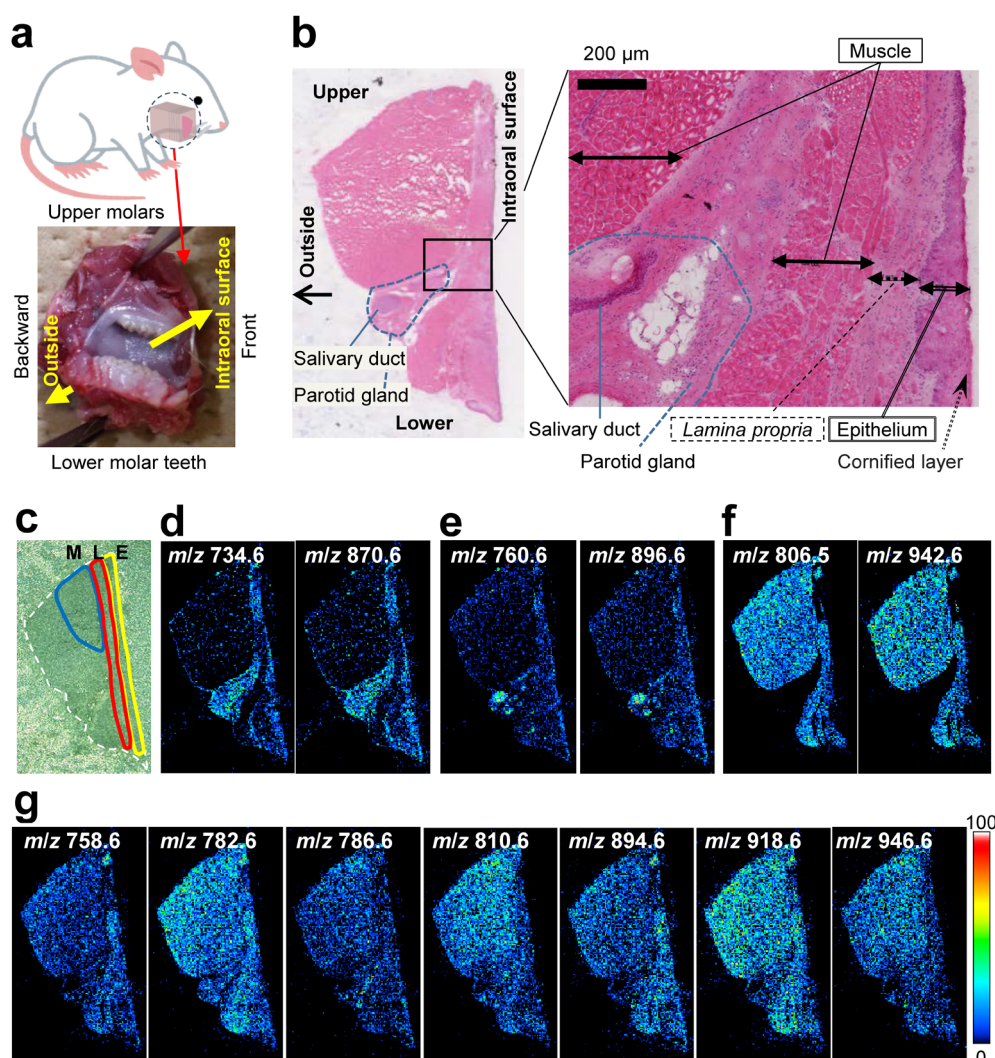 a
Upper molars
Backward
Outside
Intraoral surface
Front
Lower molar teeth
b
Upper
Outside
Intraoral surface
Salivary duct
Parotid gland
Lower
200 µm
Muscle
Salivary duct
Lamina propria
Epithelium
Parotid gland
Cornified layer
c
M L E
d
m/z 734.6
m/z 870.6
e
m/z 760.6
m/z 896.6
f
m/z 806.5
m/z 942.6
g
m/z 758.6
m/z 782.6
m/z 786.6
m/z 810.6
m/z 894.6
m/z 918.6
m/z 946.6
100
0